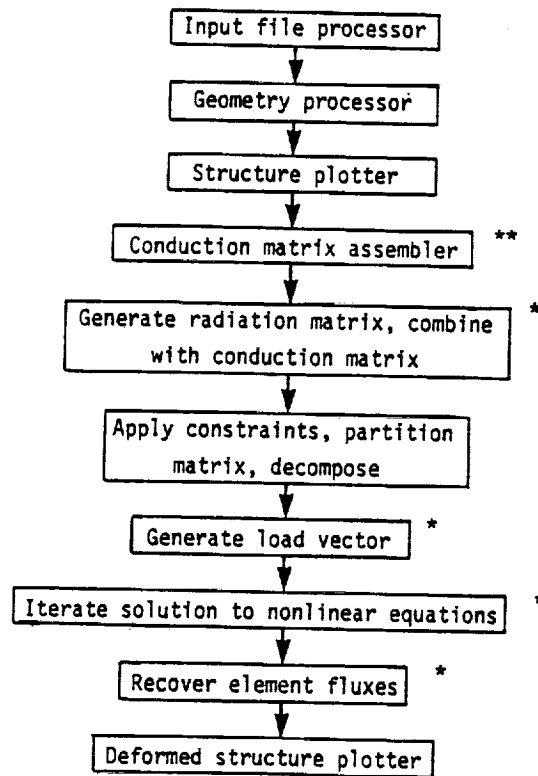 Input file processor
Geometry processor
Structure plotter
Conduction matrix assembler **
Generate radiation matrix, combine *
with conduction matrix
Apply constraints, partition
matrix, decompose
Generate load vector *
Iterate solution to nonlinear equations *
Recover element fluxes *
Deformed structure plotter